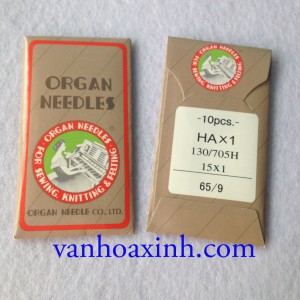 ORGAN
NEEDLES
· ORGAN NEEDLES ·
FOR SEWING, KNITTING & FELTING
ORGAN NEEDLE CO., LTD.
-10pcs.-
HA×1
130/705H
15X1
65/9
vanhoaxinh.com